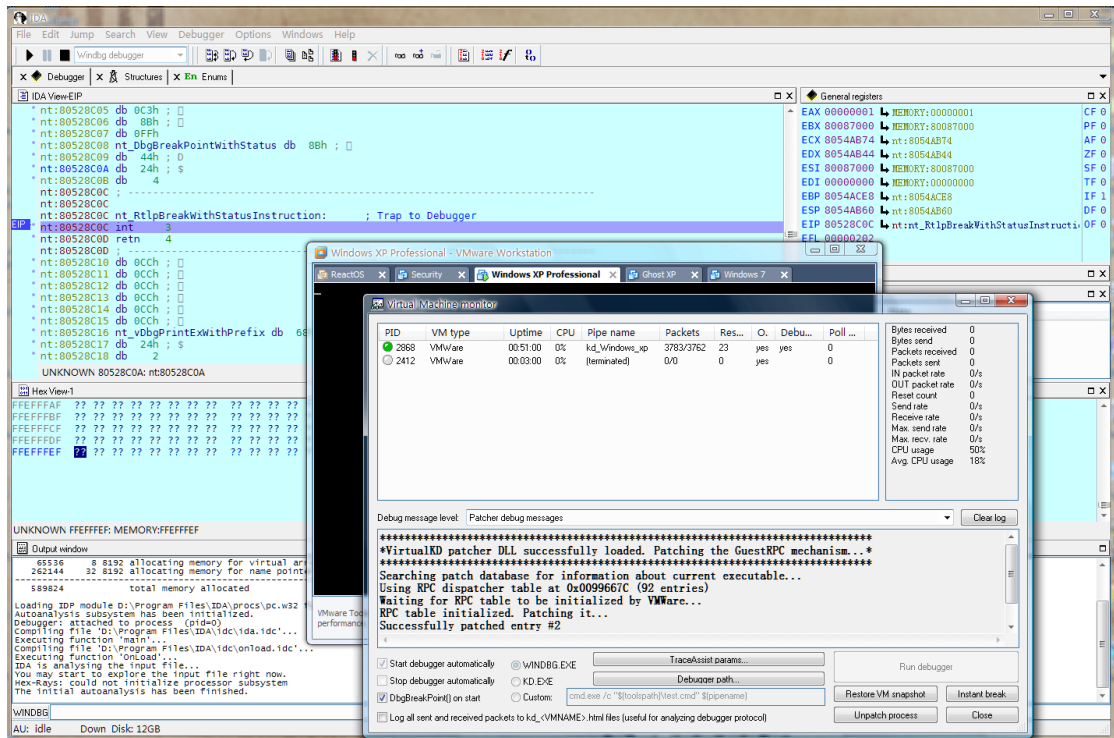 IDA
File Edit Jump Search View Debugger Options Windows Help
Windbg debugger
Debugger Structures En Enums
IDA View-EIP
nt:80528C05 db 0C3h ;
nt:80528C06 db 8Bh ;
nt:80528C07 db 0FFh
nt:80528C08 nt_DbgBreakPointWithStatus db 8Bh ;
nt:80528C09 db 44h ; D
nt:80528C0A db 24h ; $
nt:80528C0B db 4
nt:80528C0C ; ---------------------------------------------------------------
nt:80528C0C
nt:80528C0C nt_RtlpBreakWithStatusInstruction: ; Trap to Debugger
EIP nt:80528C0C int 3
nt:80528C0D retn 4
nt:80528C0D ;
nt:80528C10 db 0CCh ;
nt:80528C11 db 0CCh ;
nt:80528C12 db 0CCh ;
nt:80528C13 db 0CCh ;
nt:80528C14 db 0CCh ;
nt:80528C15 db 0CCh ;
nt:80528C16 nt_vDbgPrintExWithPrefix db 68
nt:80528C17 db 24h ; $
nt:80528C18 db 2
UNKNOWN 80528C0A: nt:80528C0A
General registers
EAX 00000001 MEMORY:00000001 CF 0
EBX 80087000 MEMORY:80087000 PF 0
ECX 8054AB74 nt:8054AB74 AF 0
EDX 8054AB44 nt:8054AB44 ZF 0
ESI 80087000 MEMORY:80087000 SF 0
EDI 00000000 MEMORY:00000000 TF 0
EBP 8054ACE8 nt:8054ACE8 IF 1
ESP 8054AB60 nt:8054AB60 DF 0
EIP 80528C0C nt:nt_RtlpBreakWithStatusInstructi OF 0
EFL 00000202
Hex View-1
FFEFFFAF ?? ?? ?? ?? ?? ?? ?? ?? ?? ?? ?? ??
FFEFFFBF ?? ?? ?? ?? ?? ?? ?? ?? ?? ?? ?? ??
FFEFFFCF ?? ?? ?? ?? ?? ?? ?? ?? ?? ?? ?? ??
FFEFFFDF ?? ?? ?? ?? ?? ?? ?? ?? ?? ?? ?? ??
FFEFFFEF ?? ?? ?? ?? ?? ?? ?? ?? ?? ?? ?? ??
UNKNOWN FFEFFFEF: MEMORY:FFEFFFEF
Output window
65536 8 8192 allocating memory for virtual arr
262144 32 8192 allocating memory for name pointe
589824 total memory allocated
Loading IDP module D:\Program Files\IDA\procs\pc.w32 f
Autoanalysis subsystem has been initialized.
Debugger: attached to process (pid=0)
Compiling file 'D:\Program Files\IDA\idc\ida.idc'...
Executing function 'main'...
Compiling file 'D:\Program Files\IDA\idc\onload.idc'...
Executing function 'OnLoad'...
IDA is analysing the input file...
You may start to explore the input file right now.
Hex-Rays: could not initialize processor subsystem
The initial autoanalysis has been finished.
WINDBG
AU: idle Down Disk: 12GB
Windows XP Professional - VMware Workstation
ReactOS Security Windows XP Professional Ghost XP Windows 7
VMware Too
performance
Virtual Machine monitor
PID VM type Uptime CPU Pipe name Packets Res... O. Debu... Poll ...
2868 VMWare 00:51:00 0% kd_Windows_xp 3783/3762 23 yes yes 0
2412 VMWare 00:03:00 0% (terminated) 0/0 0 yes 0
Bytes received 0
Bytes send 0
Packets received 0
Packets sent 0
IN packet rate 0/s
OUT packet rate 0/s
Reset count 0
Send rate 0/s
Receive rate 0/s
Max. send rate 0/s
Max. recv. rate 0/s
CPU usage 50%
Avg. CPU usage 18%
Debug message level: Patcher debug messages Clear log
**********************************************************************
*VirtualKD patcher DLL successfully loaded. Patching the GuestRPC mechanism...*
**********************************************************************
Searching patch database for information about current executable...
Using RPC dispatcher table at 0x0099667C (92 entries)
Waiting for RPC table to be initialized by VMWare...
RPC table initialized. Patching it...
Successfully patched entry #2
Start debugger automatically WINDBG.EXE TraceAssist params... Run debugger
Stop debugger automatically KD.EXE Debugger path...
DbgBreakPoint() on start Custom: cmd.exe /c "$(toolspath)\test.cmd" $(pipename) Restore VM snapshot Instant break
Log all sent and received packets to kd_<VMNAME>.html files (useful for analyzing debugger protocol) Unpatch process Close